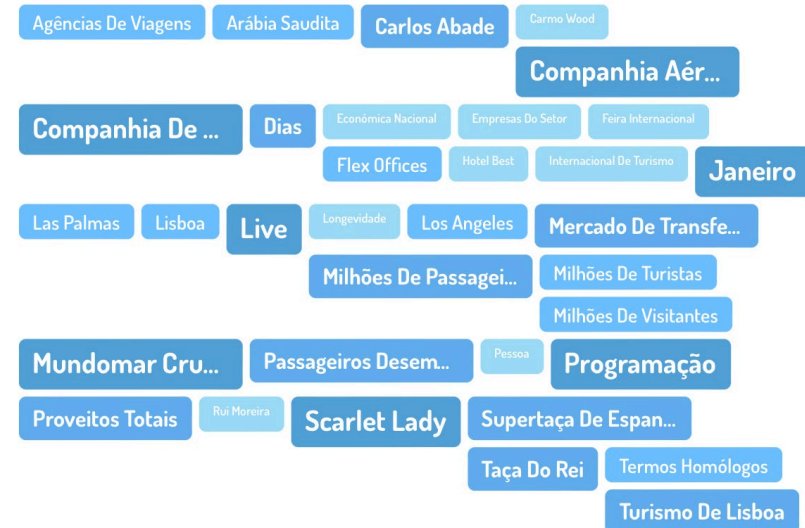 Agências De Viagens
Arábia Saudita
Carlos Abade
Carmo Wood
Companhia Aér...
Companhia De ...
Dias
Económica Nacional
Empresas Do Setor
Feira Internacional
Flex Offices
Hotel Best
Internacional De Turismo
Janeiro
Las Palmas
Lisboa
Live
Longevidade
Los Angeles
Mercado De Transfe...
Milhões De Passagei...
Milhões De Turistas
Milhões De Visitantes
Mundomar Cru...
Passageiros Desem...
Pessoa
Programação
Proveitos Totais
Rui Moreira
Scarlet Lady
Supertaça De Espan...
Taça Do Rei
Termos Homólogos
Turismo De Lisboa